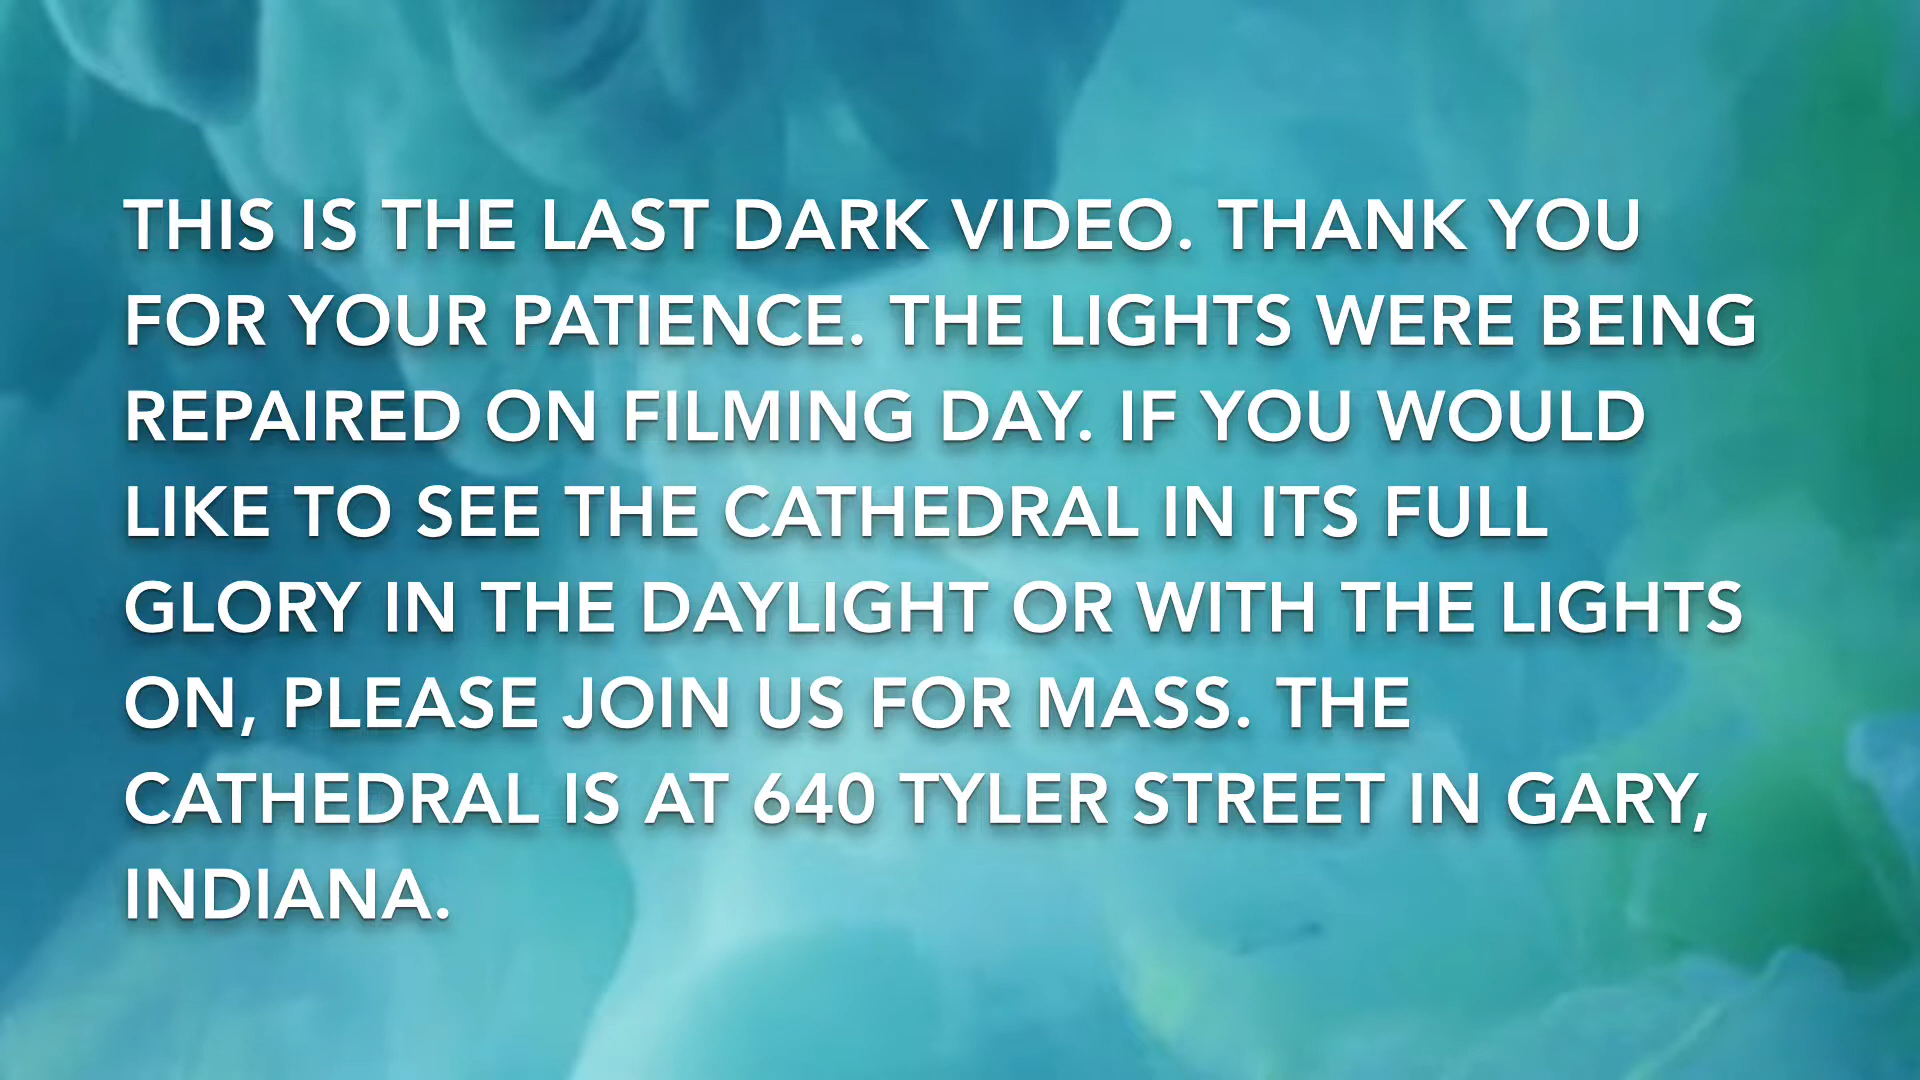 THIS IS THE LAST DARK VIDEO. THANK YOU
FOR YOUR PATIENCE. THE LIGHTS WERE BEING
REPAIRED ON FILMING DAY. IF YOU WOULD
LIKE TO SEE THE CATHEDRAL IN ITS FULL
GLORY IN THE DAYLIGHT OR WITH THE LIGHTS
ON, PLEASE JOIN US FOR MASS. THE
CATHEDRAL IS AT 640 TYLER STREET IN GARY,
INDIANA.